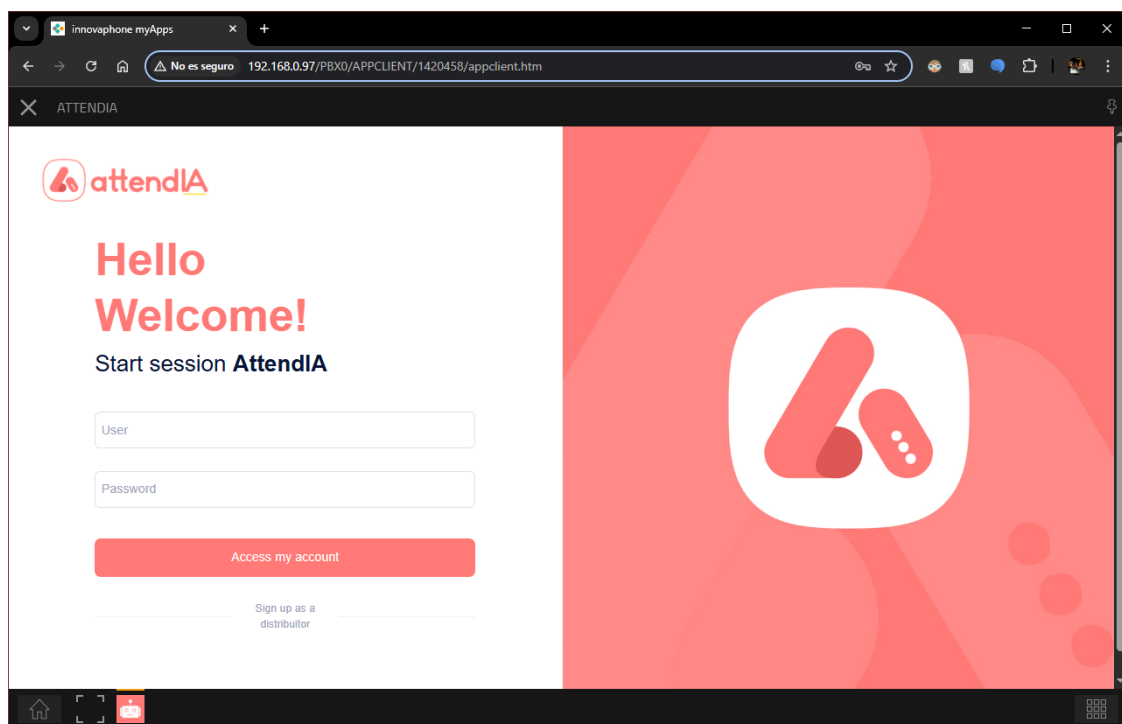 innovaphone myApps
No es seguro
192.168.0.97/PBX0/APPCLIENT/1420458/appclient.htm
ATTENDIA
attendIA
Hello
Welcome!
Start session AttendIA
User
Password
Access my account
Sign up as a
distribuitor